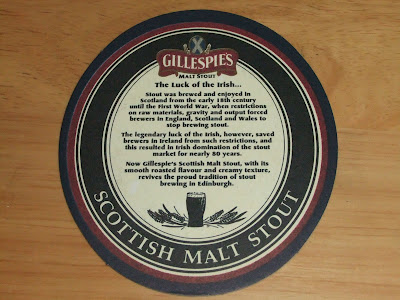 GILLESPIE'S
MALT STOUT
The Luck of the Irish...
Stout was brewed and enjoyed in
Scotland from the early 18th century
until the First World War, when restrictions
on raw materials, gravity and output forced
brewers in England, Scotland and Wales to
stop brewing stout.
The legendary luck of the Irish, however, saved
brewers in Ireland from such restrictions, and
this resulted in Irish domination of the stout
market for nearly 80 years.
Now Gillespie's Scottish Malt Stout, with its
smooth roasted flavour and creamy texture,
revives the proud tradition of stout
brewing in Edinburgh.
SCOTTISH MALT STOUT